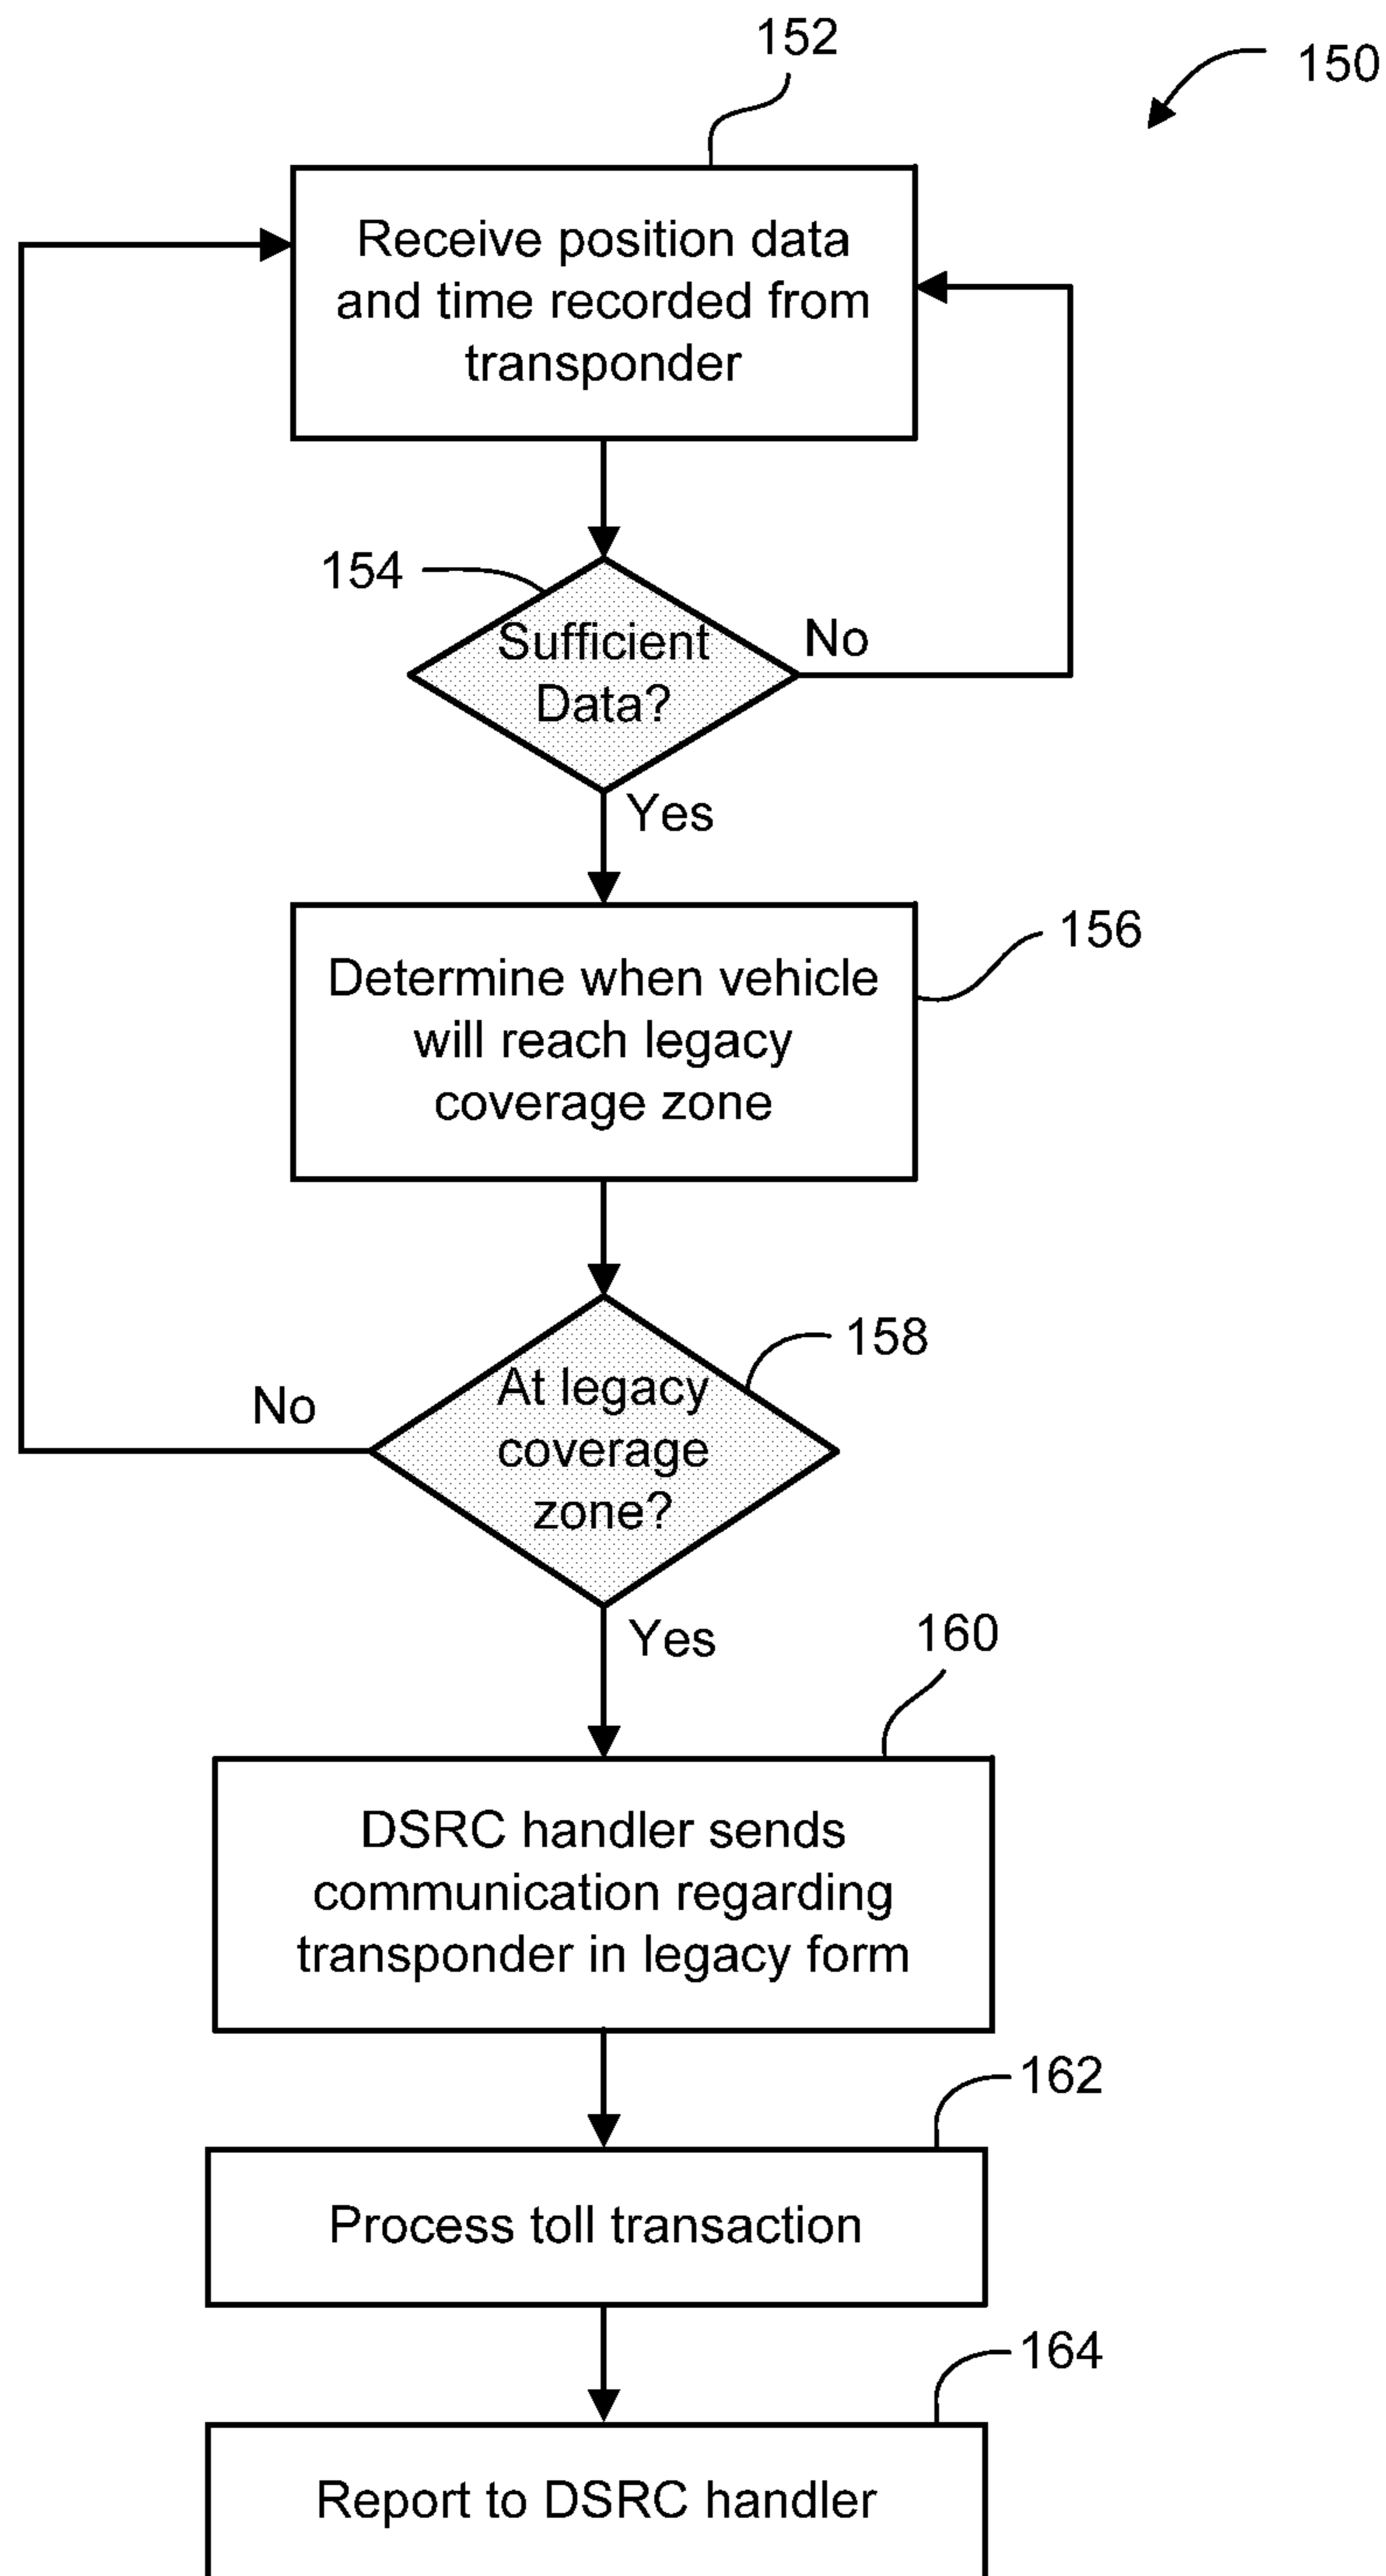 152
150
Receive position data
and time recorded from
transponder
154
Sufficient
Data?
No
Yes
156
Determine when vehicle
will reach legacy
coverage zone
158
At legacy
coverage
zone?
No
Yes
160
DSRC handler sends
communication regarding
transponder in legacy form
162
Process toll transaction
164
Report to DSRC handler